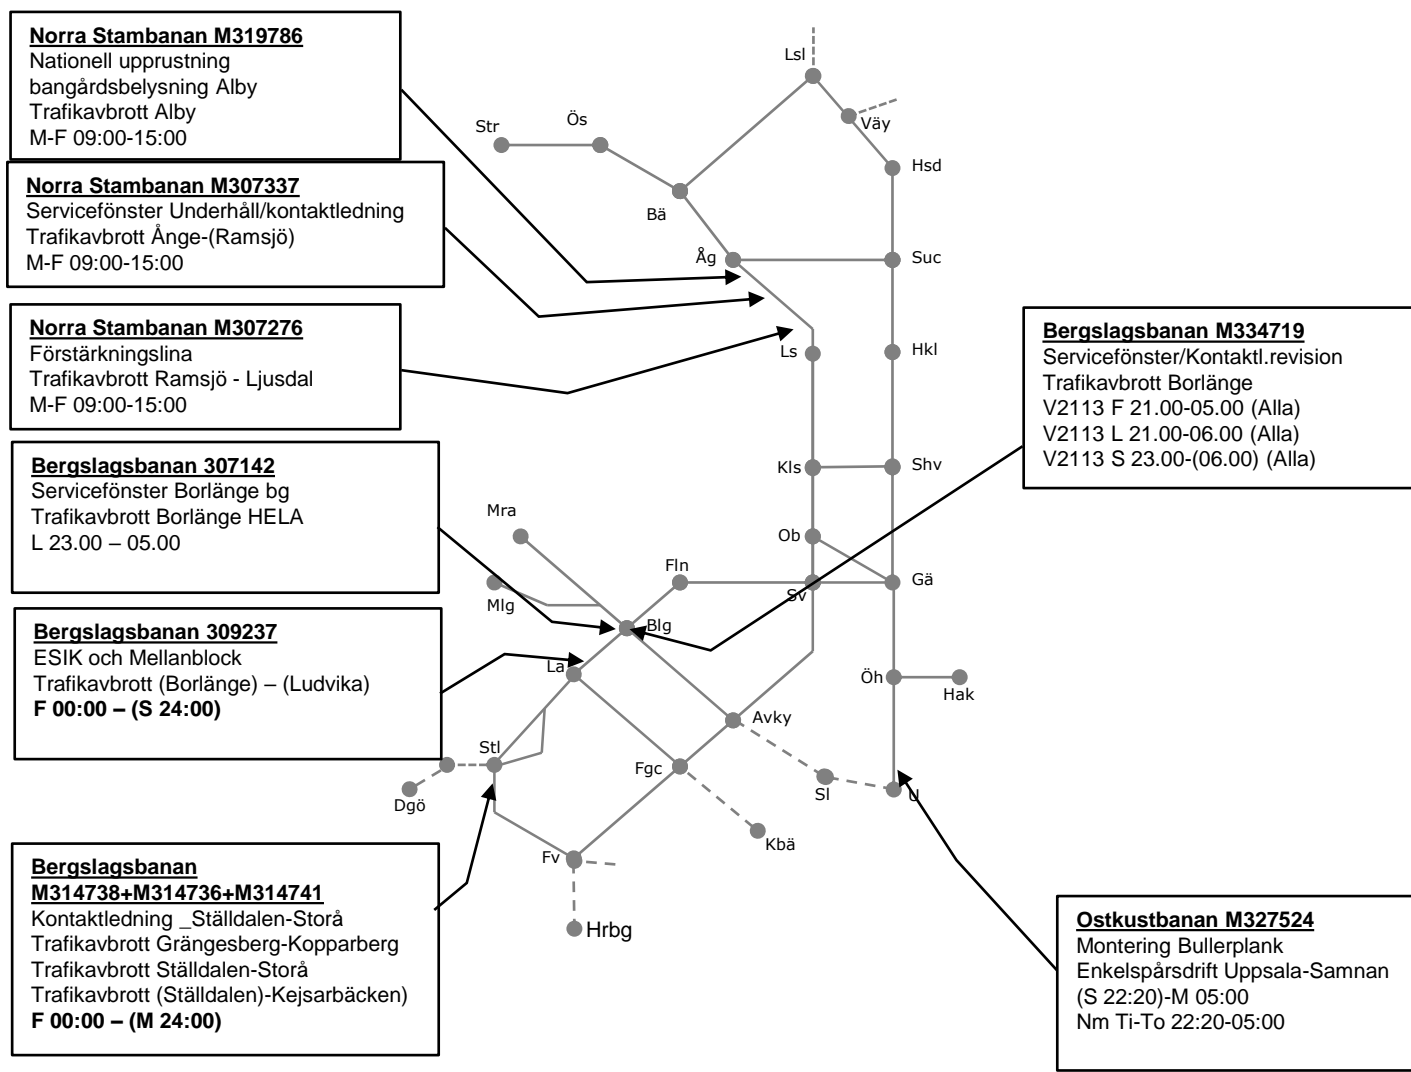 Norra Stambanan M319786
Nationell upprustning
bangårdsbelysning Alby
Trafikavbrott Alby
M-F 09:00-15:00
Norra Stambanan M307337
Servicefönster Underhåll/kontaktledning
Trafikavbrott Ånge-(Ramsjö)
M-F 09:00-15:00
Norra Stambanan M307276
Förstärkningslina
Trafikavbrott Ramsjö - Ljusdal
M-F 09:00-15:00
Bergslagsbanan 307142
Servicefönster Borlänge bg
Trafikavbrott Borlänge HELA
L 23.00 – 05.00
Bergslagsbanan 309237
ESIK och Mellanblock
Trafikavbrott (Borlänge) – (Ludvika)
F 00:00 – (S 24:00)
Bergslagsbanan
M314738+M314736+M314741
Kontaktledning _Ställdalen-Storå
Trafikavbrott Grängesberg-Kopparberg
Trafikavbrott Ställdalen-Storå
Trafikavbrott (Ställdalen)-Kejsarbäcken)
F 00:00 – (M 24:00)
Lsl
Väy
Str
Ös
Hsd
Bä
Åg
Suc
Ls
Hkl
Kls
Shv
Mra
Ob
Fln
Gä
Mlg
Sv
Blg
La
Öh
Hak
Avky
Stl
Fgc
Sl
U
Dgö
Kbä
Fv
Hrbg
Bergslagsbanan M334719
Servicefönster/Kontaktl.revision
Trafikavbrott Borlänge
V2113 F 21.00-05.00 (Alla)
V2113 L 21.00-06.00 (Alla)
V2113 S 23.00-(06.00) (Alla)
Ostkustbanan M327524
Montering Bullerplank
Enkelspårsdrift Uppsala-Samnan
(S 22:20)-M 05:00
Nm Ti-To 22:20-05:00